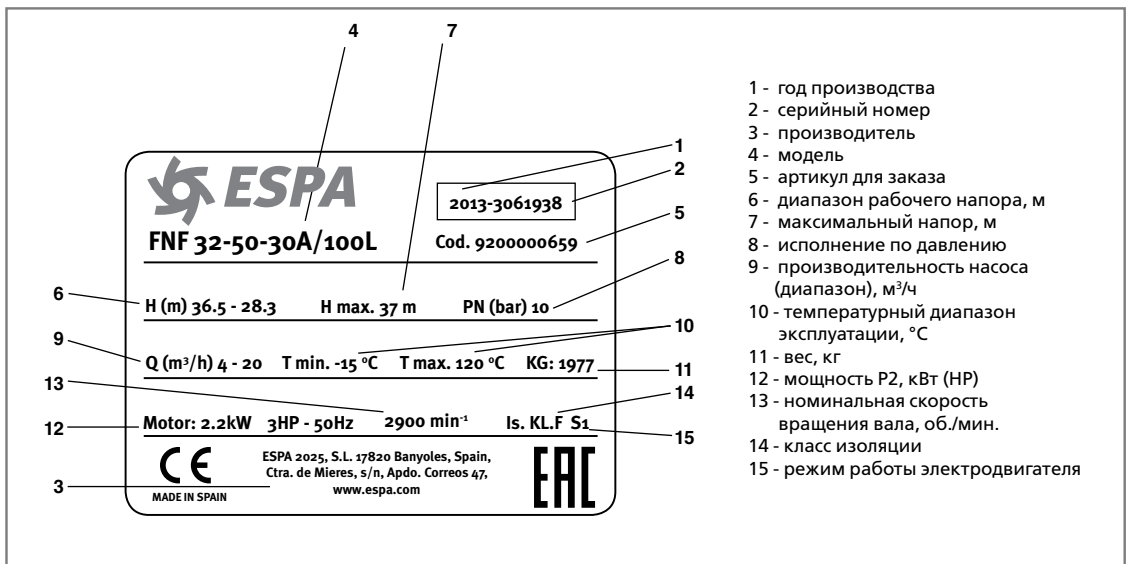 4
7
1
2
5
8
6
9
10
13
11
12
14
15
3
ESPA
2013-3061938
FNF 32-50-30A/100L
Cod. 9200000659
H (m) 36.5 - 28.3 H max. 37 m PN (bar) 10
Q (m³/h) 4 - 20 T min. -15 ºC T max. 120 ºC KG: 1977
Motor: 2.2kW 3HP - 50Hz 2900 min⁻¹ Is. KL.F S1
CE
MADE IN SPAIN
ESPA 2025, S.L. 17820 Banyoles, Spain,
Ctra. de Mieres, s/n, Apdo. Correos 47,
www.espa.com
EAC
1 - год производства
2 - серийный номер
3 - производитель
4 - модель
5 - артикул для заказа
6 - диапазон рабочего напора, м
7 - максимальный напор, м
8 - исполнение по давлению
9 - производительность насоса
(диапазон), м³/ч
10 - температурный диапазон
эксплуатации, °C
11 - вес, кг
12 - мощность P2, кВт (HP)
13 - номинальная скорость
вращения вала, об./мин.
14 - класс изоляции
15 - режим работы электродвигателя